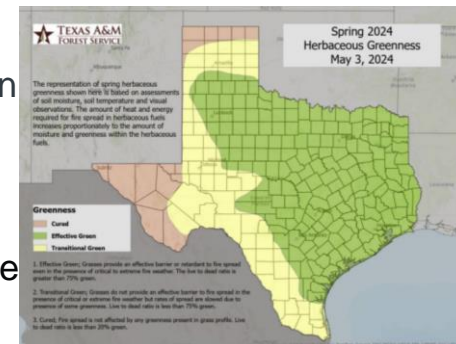 TEXAS A&M
FOREST SERVICE
Spring 2024
Herbaceous Greenness
May 3, 2024
n
The representation of spring herbaceous
greenness shown here is based on assessments
of soil moisture, soil temperature and visual
observations. The amount of heat and energy
required for fire spread in herbaceous fuels
increases proportionately to the amount of
moisture and greenness within the herbaceous
fuels.
Greenness
Cured
Effective Green
Transitional Green
e
1. Effective Green; Grasses provide an effective barrier or retardant to fire spread
even in the presence of critical to extreme fire weather. The live to dead ratio is
greater than 75% green.
2. Transitional Green; Grasses do not provide an effective barrier to fire spread in the
presence of critical or extreme fire weather but rates of spread are slowed due to
presence of some greenness. Live to dead ratio is less than 75% green.
3. Cured; Fire spread is not affected by any greenness present in grass profile. Live
to dead ratio is less than 20% green.